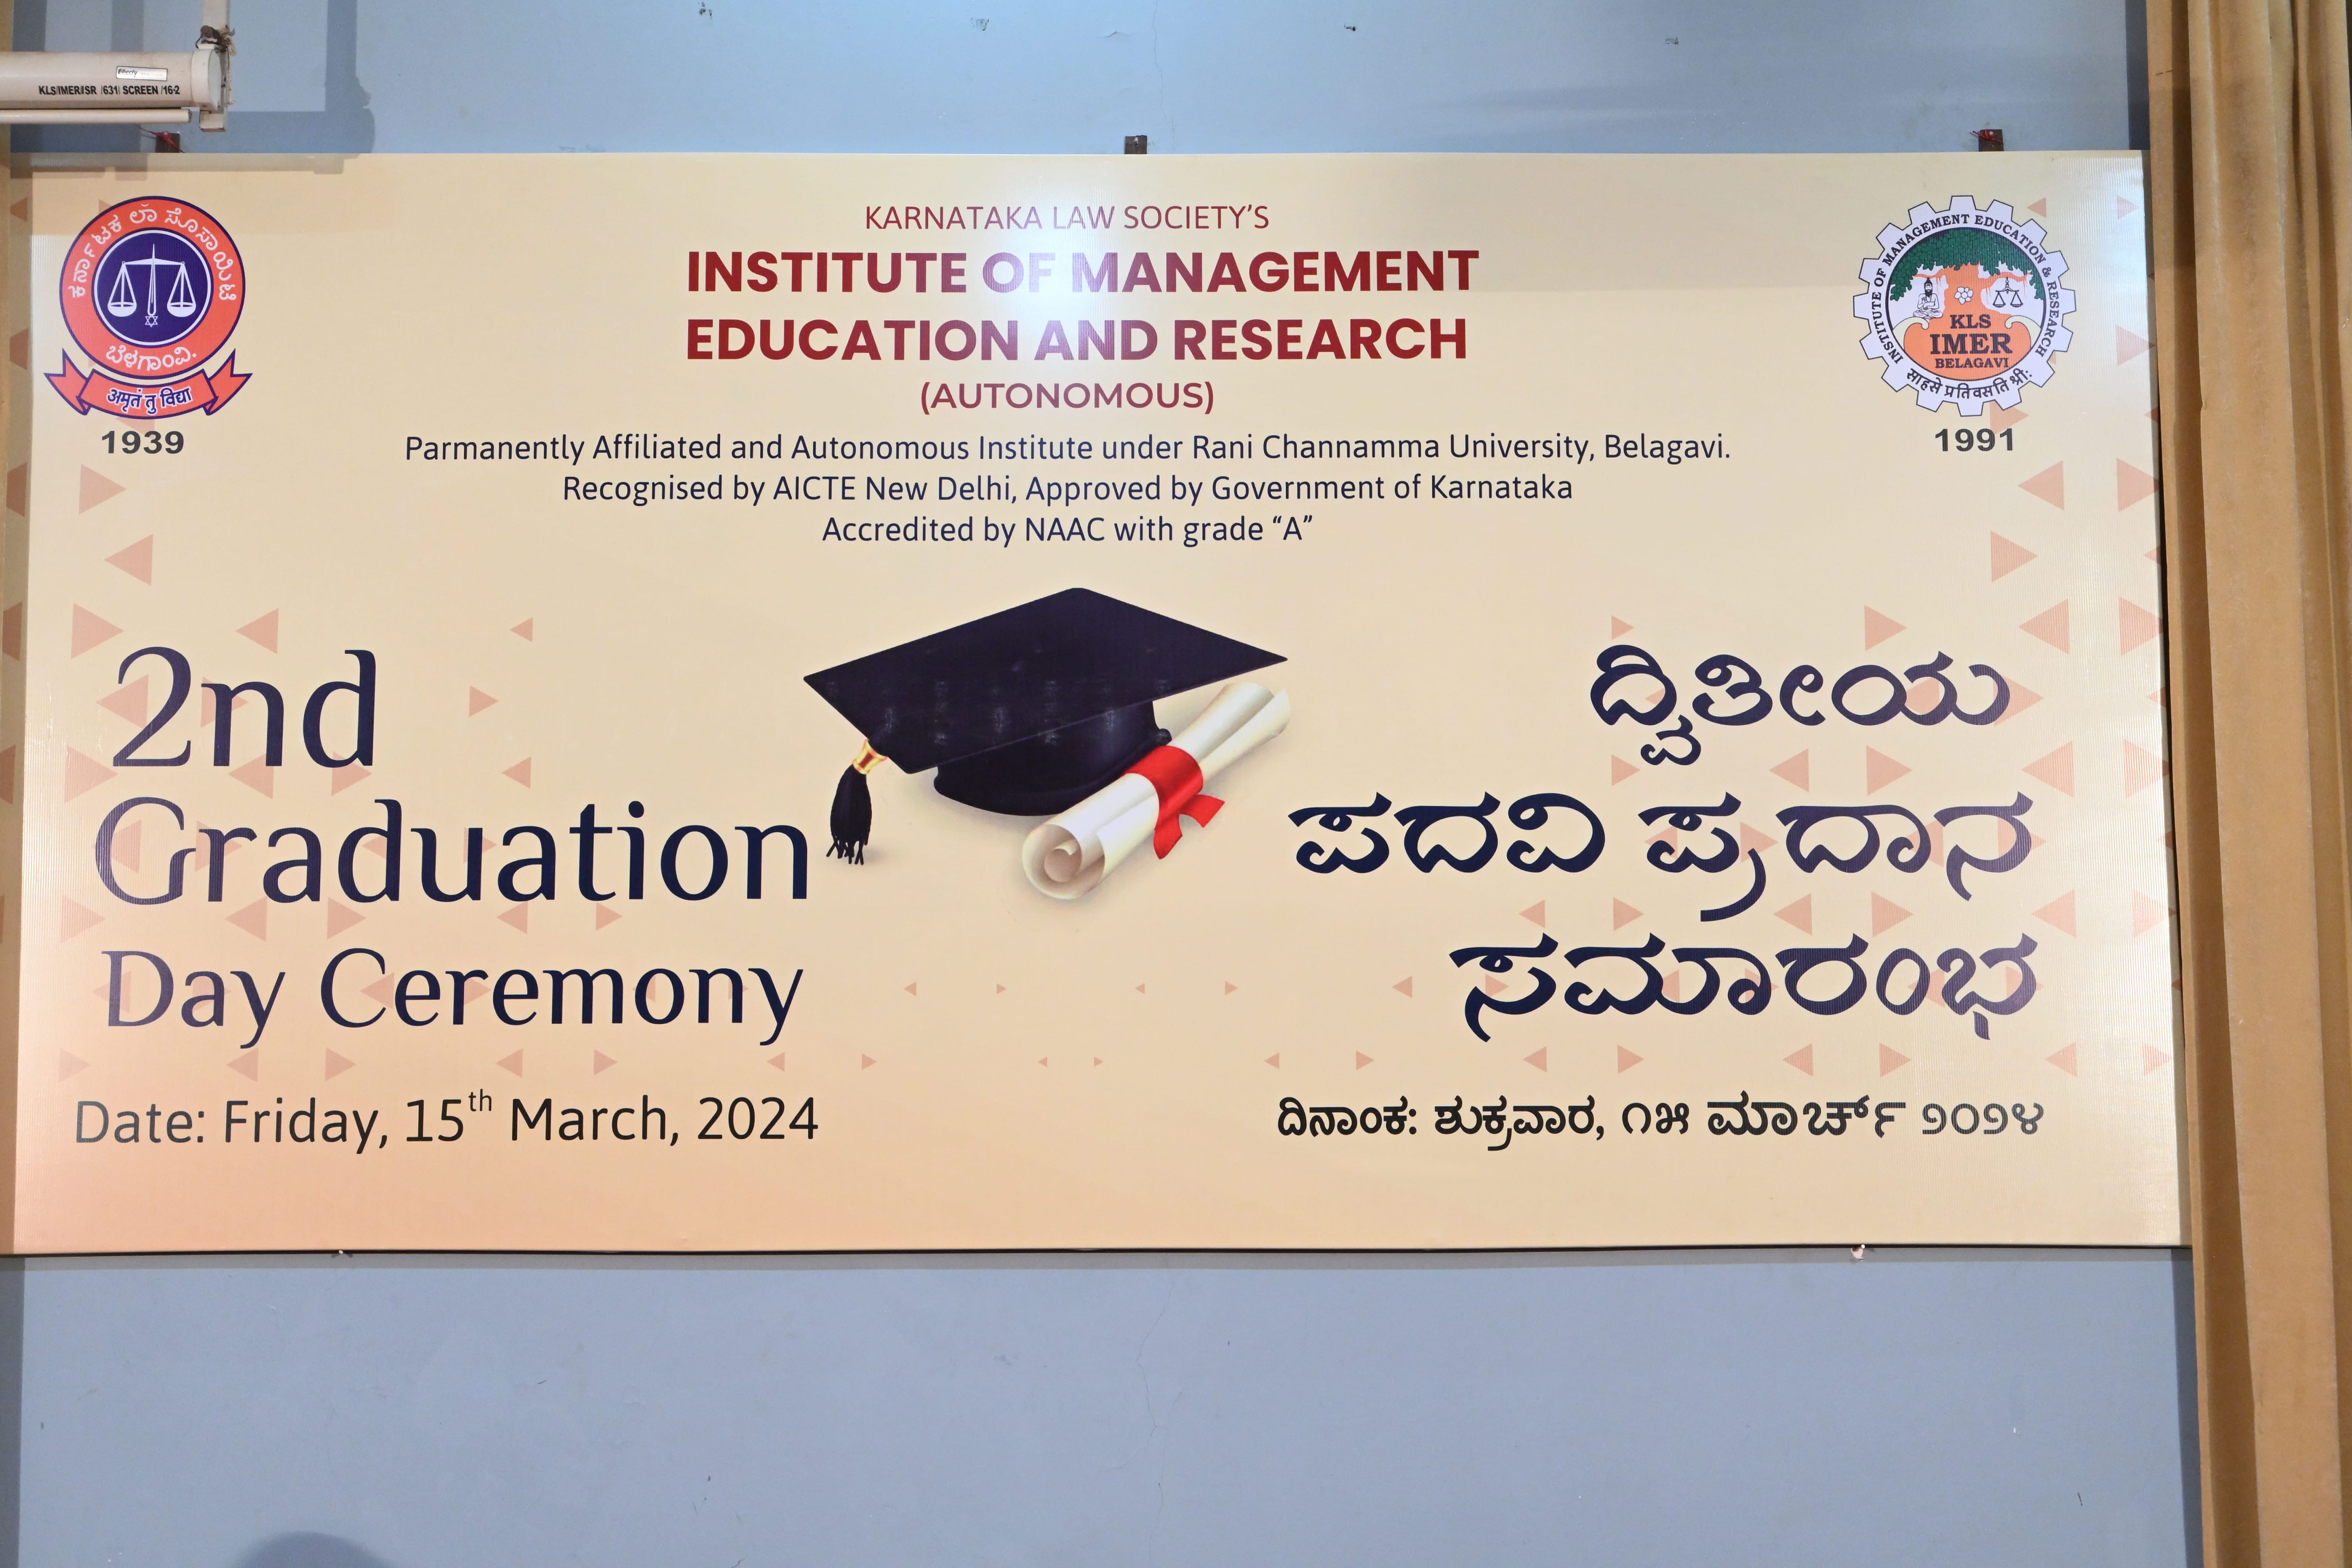 Liberty
KLS/IMER/SR /631/ SCREEN /16-2
ಕರ್ನಾಟಕ ಲಾ ಸೊಸಾಯಿಟಿ
ಬೆಳಗಾಂವಿ.
अमृतं तु विद्या
1939
KARNATAKA LAW SOCIETY'S
INSTITUTE OF MANAGEMENT
EDUCATION AND RESEARCH
(AUTONOMOUS)
Parmanently Affiliated and Autonomous Institute under Rani Channamma University, Belagavi.
Recognised by AICTE New Delhi, Approved by Government of Karnataka
Accredited by NAAC with grade “A”
INSTITUTE OF MANAGEMENT EDUCATION & RESEARCH
KLS
IMER
BELAGAVI
साहसे प्रतिवसति श्रीः
1991
2nd
Graduation
Day Ceremony
Date: Friday, 15th March, 2024
ದ್ವಿತೀಯ
ಪದವಿ ಪ್ರದಾನ
ಸಮಾರಂಭ
ದಿನಾಂಕ: ಶುಕ್ರವಾರ, ೧೫ ಮಾರ್ಚ್ ೨೦೨೪